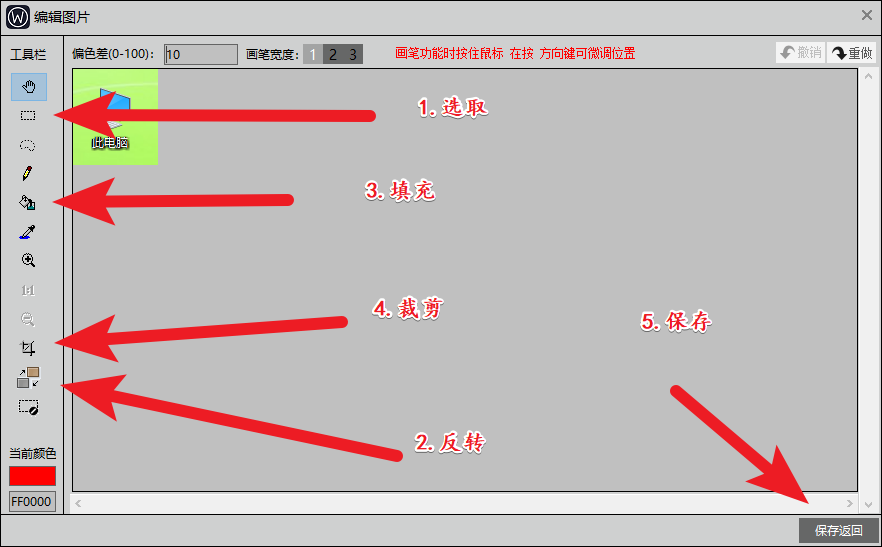 编辑图片
工具栏
偏色差(0-100): 10
画笔宽度: 1 2 3
画笔功能时按住鼠标 在按 方向键可微调位置
撤销
重做
1.选取
此电脑
3.填充
1:1
4.裁剪
5.保存
2.反转
当前颜色
FF0000
保存返回